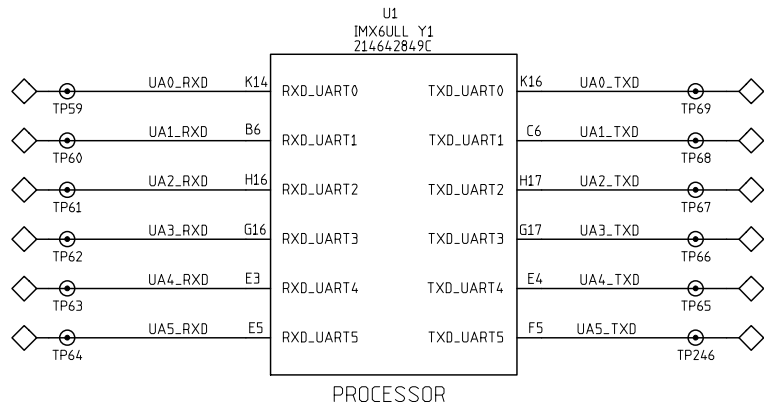 U1
IMX6ULL Y1
214642849C
UA0_RXD K14 RXD_UART0 TXD_UART0 K16 UA0_TXD
TP59 TP69
UA1_RXD B6 RXD_UART1 TXD_UART1 C6 UA1_TXD
TP60 TP68
UA2_RXD H16 RXD_UART2 TXD_UART2 H17 UA2_TXD
TP61 TP67
UA3_RXD G16 RXD_UART3 TXD_UART3 G17 UA3_TXD
TP62 TP66
UA4_RXD E3 RXD_UART4 TXD_UART4 E4 UA4_TXD
TP63 TP65
UA5_RXD E5 RXD_UART5 TXD_UART5 F5 UA5_TXD
TP64 TP246
PROCESSOR